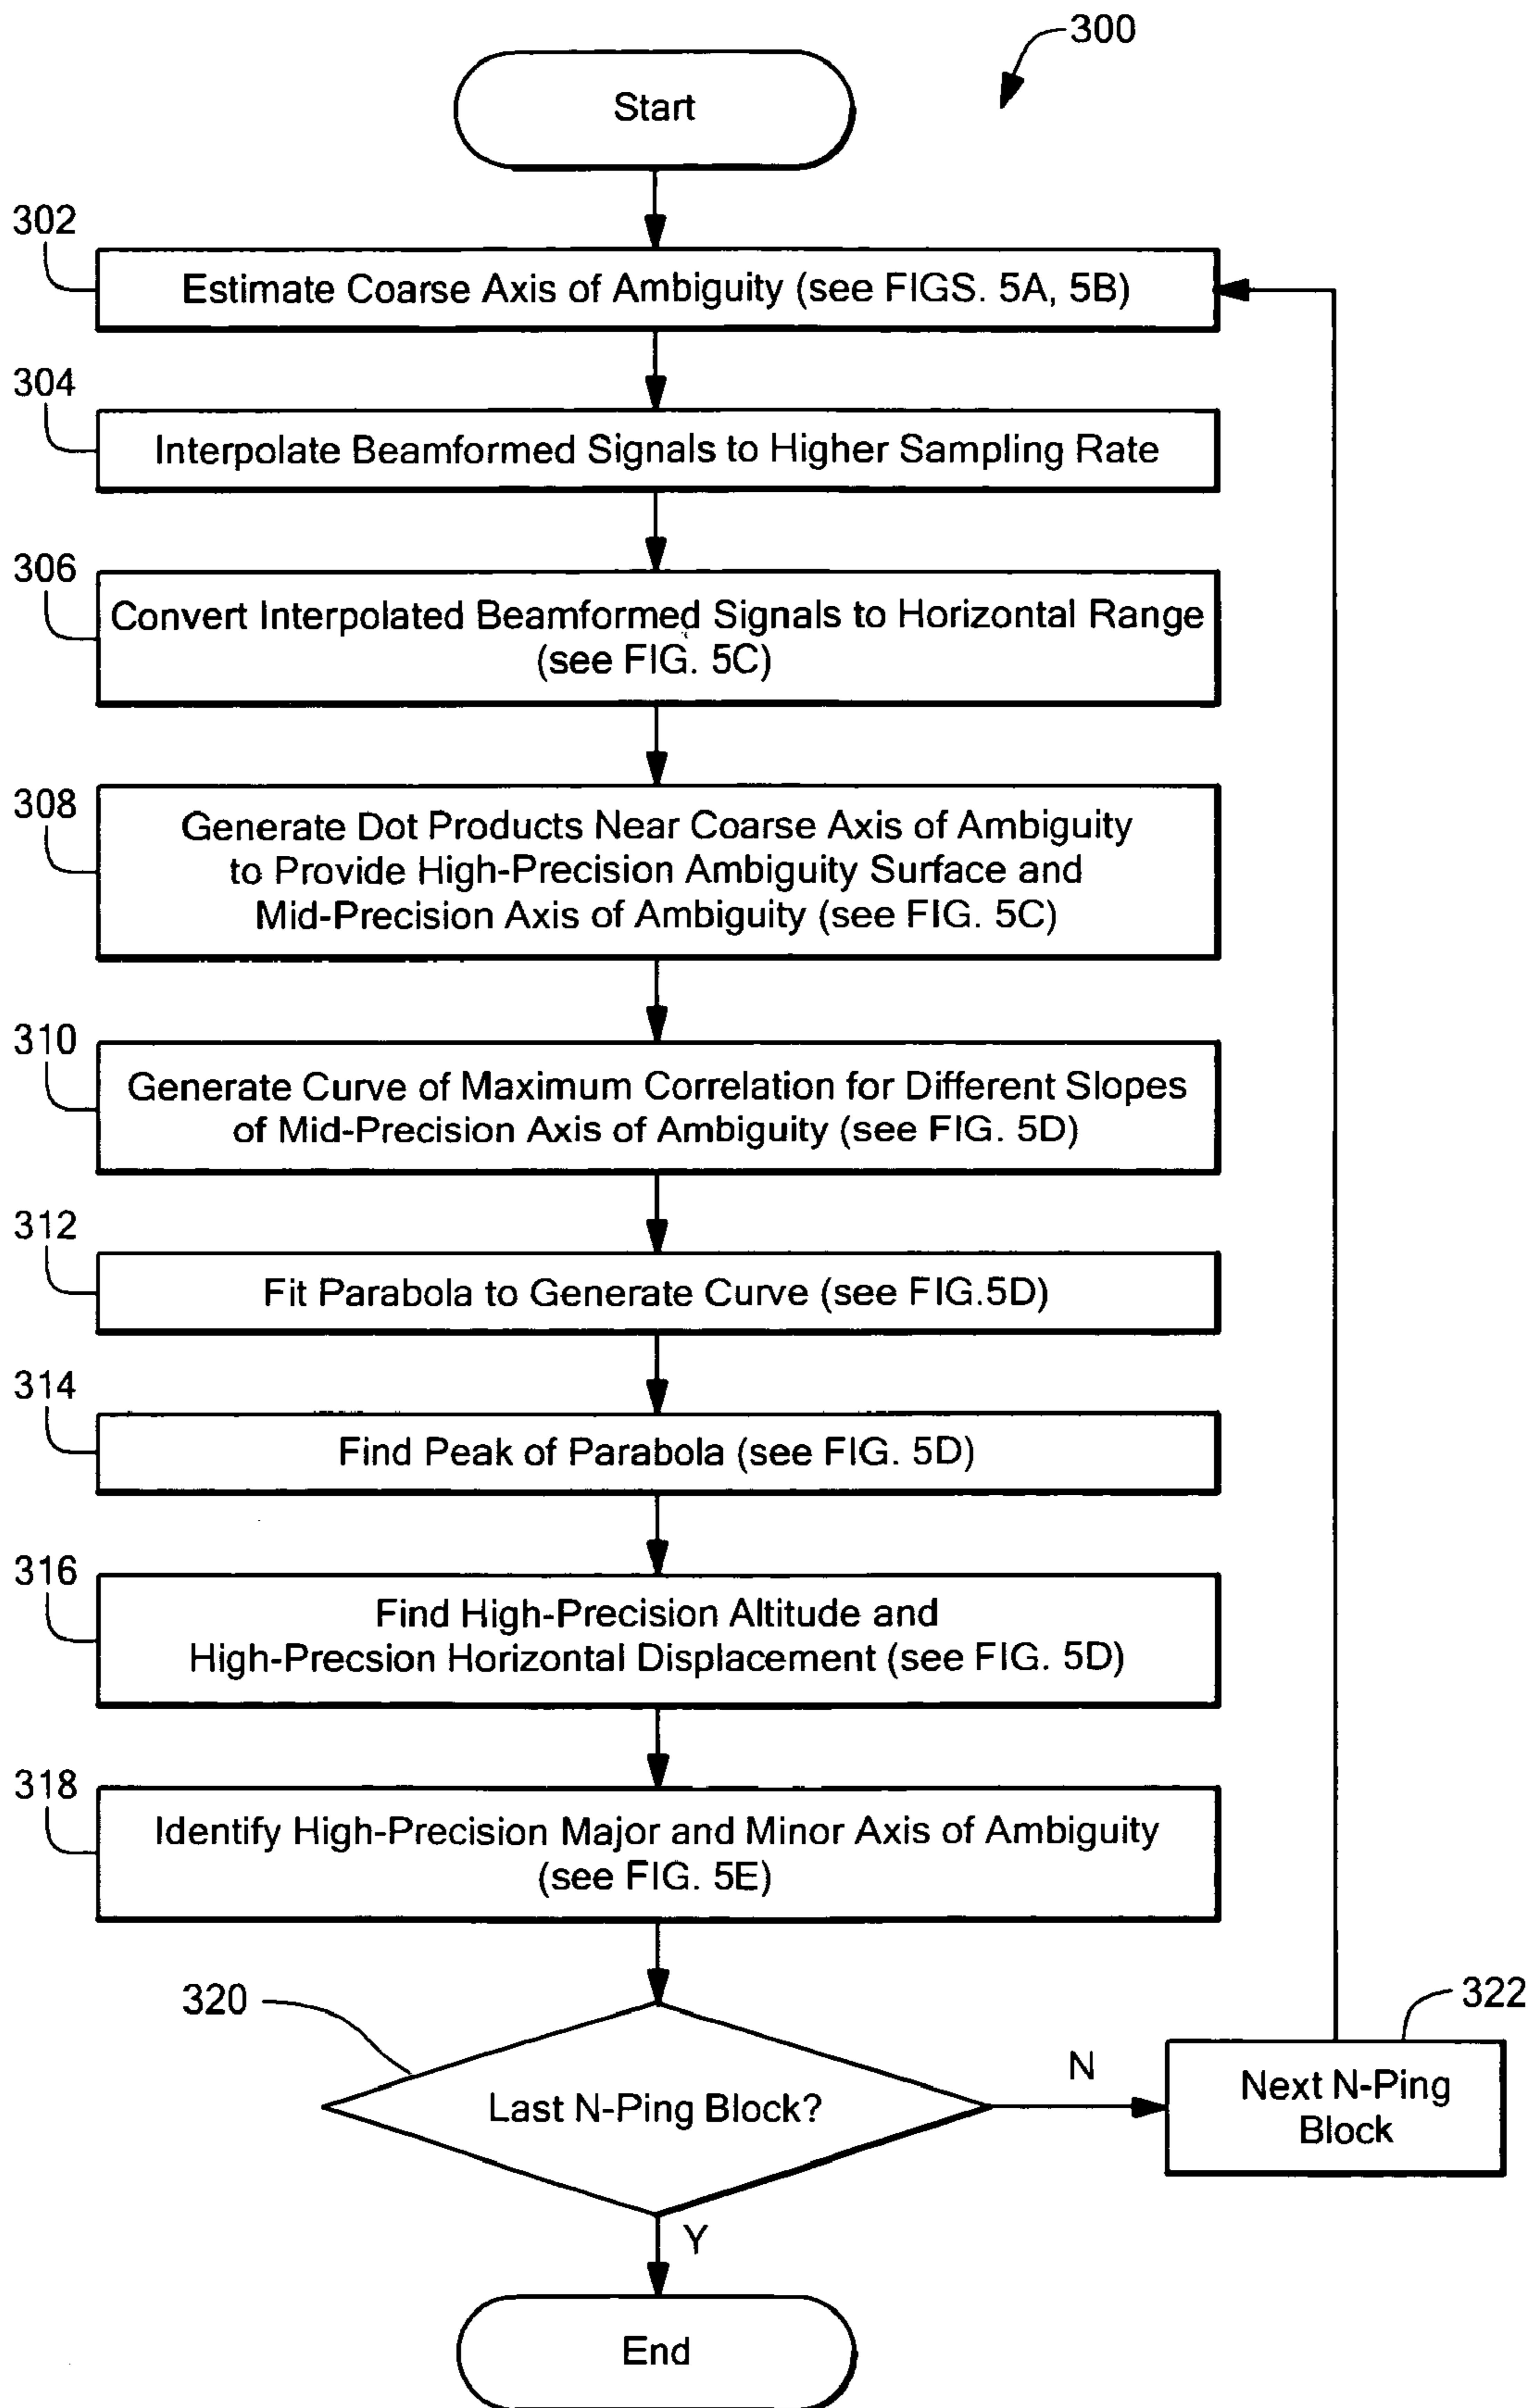 300
Start
302
Estimate Coarse Axis of Ambiguity (see FIGS. 5A, 5B)
304
Interpolate Beamformed Signals to Higher Sampling Rate
306
Convert Interpolated Beamformed Signals to Horizontal Range
(see FIG. 5C)
308
Generate Dot Products Near Coarse Axis of Ambiguity
to Provide High-Precision Ambiguity Surface and
Mid-Precision Axis of Ambiguity (see FIG. 5C)
310
Generate Curve of Maximum Correlation for Different Slopes
of Mid-Precision Axis of Ambiguity (see FIG. 5D)
312
Fit Parabola to Generate Curve (see FIG.5D)
314
Find Peak of Parabola (see FIG. 5D)
316
Find High-Precision Altitude and
High-Precsion Horizontal Displacement (see FIG. 5D)
318
Identify High-Precision Major and Minor Axis of Ambiguity
(see FIG. 5E)
320
Last N-Ping Block?
N
322
Next N-Ping
Block
Y
End